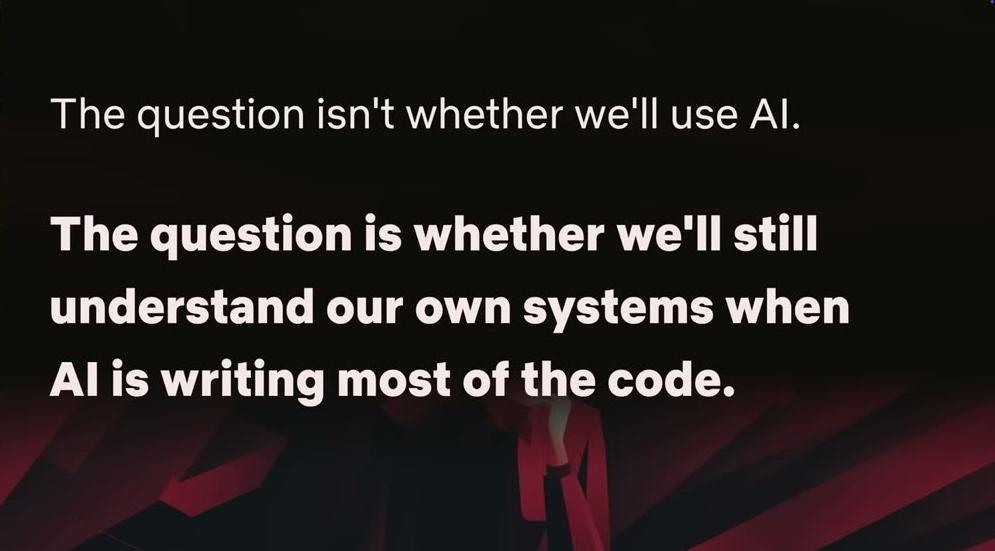 The question isn't whether we'll use AI.
The question is whether we'll still
understand our own systems when
AI is writing most of the code.